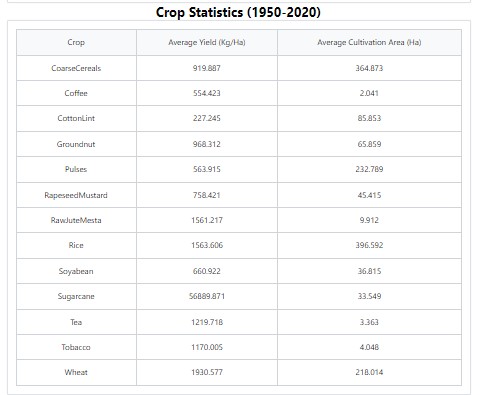 Crop Statistics (1950-2020)
Crop Average Yield (Kg/Ha) Average Cultivation Area (Ha)
CoarseCereals 919.887 364.873
Coffee 554.423 2.041
CottonLint 227.245 85.853
Groundnut 968.312 65.859
Pulses 563.915 232.789
RapeseedMustard 758.421 45.415
RawJuteMesta 1561.217 9.912
Rice 1563.606 396.592
Soyabean 660.922 36.815
Sugarcane 56889.871 33.549
Tea 1219.718 3.363
Tobacco 1170.005 4.048
Wheat 1930.577 218.014